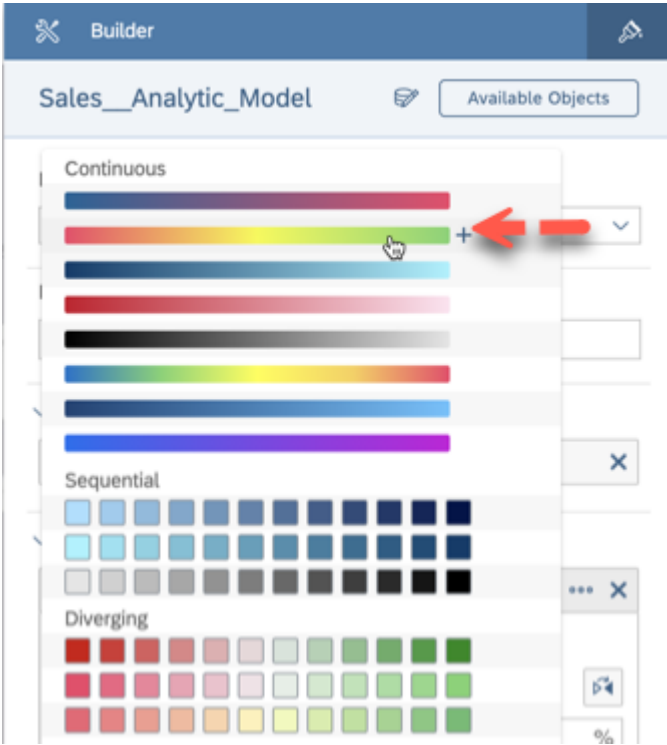 Builder
Sales__Analytic_Model
Available Objects
Continuous
Sequential
Diverging
%